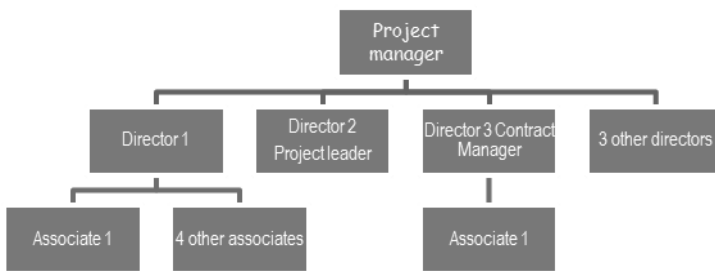 Project
manager
Director 1
Director 2
Project leader
Director 3 Contract
Manager
3 other directors
Associate 1
4 other associates
Associate 1